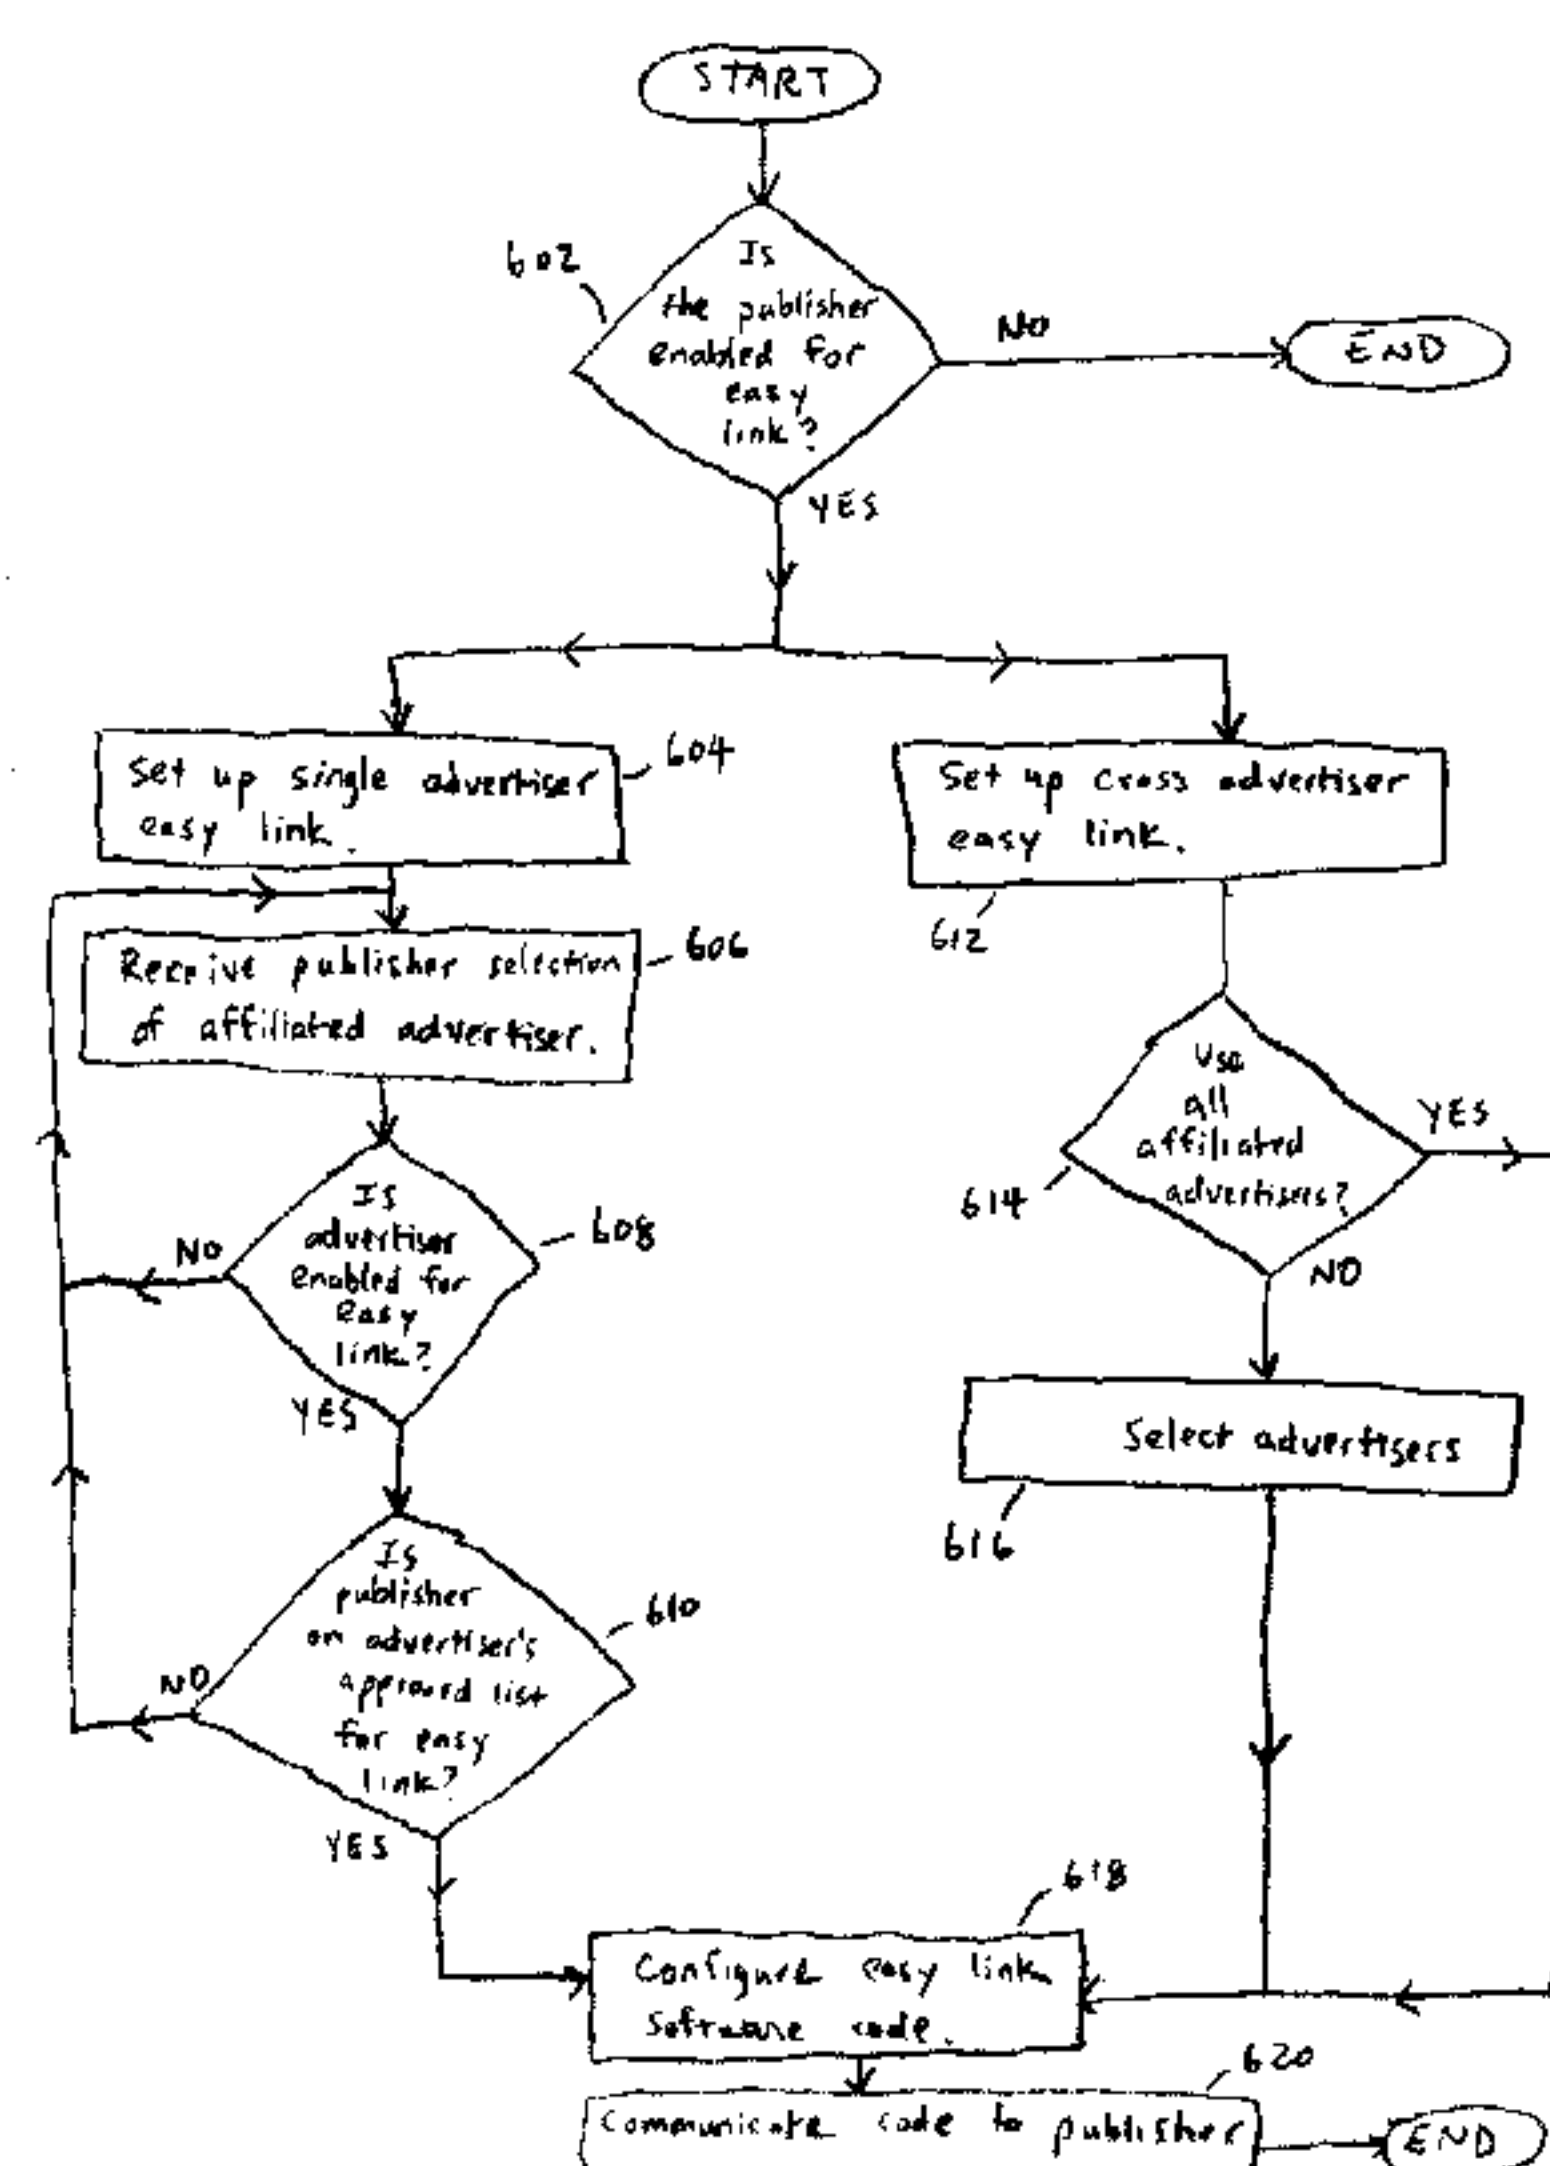 START
602
Is
the publisher
enabled for
easy
link?
NO
END
YES
Set up single advertiser
easy link.
604
Set up cross advertiser
easy link.
612
Receive publisher selection
of affiliated advertiser.
606
Use
all
affiliated
advertisers?
YES
614
NO
Is
advertiser
enabled for
easy
link?
608
NO
YES
Select advertisers
616
Is
publisher
on advertiser's
approved list
for easy
link?
610
NO
YES
618
Configure easy link
software code.
620
Communicate code to publisher
END